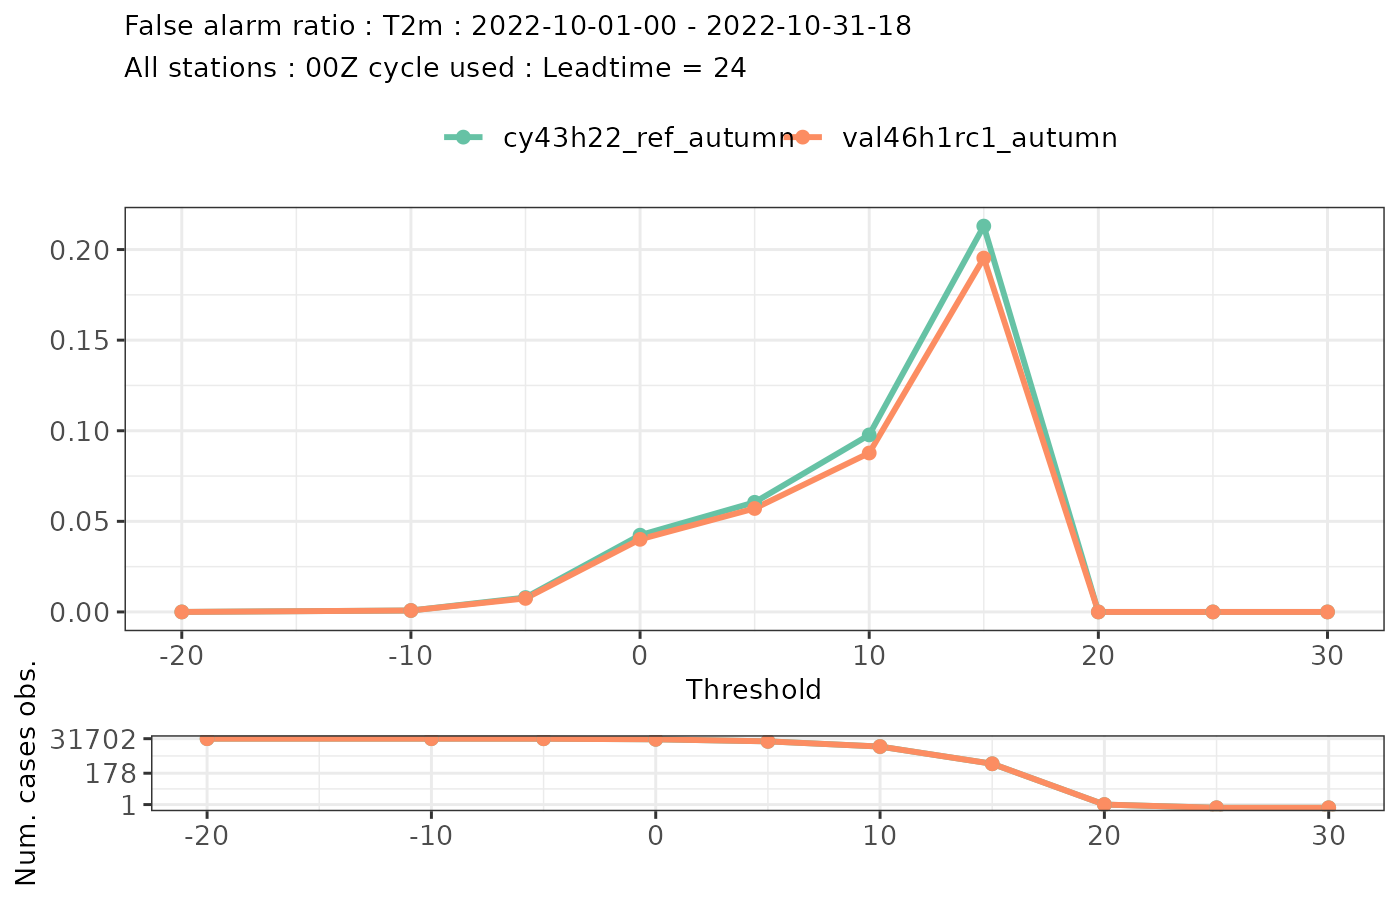 False alarm ratio : T2m : 2022-10-01-00 - 2022-10-31-18
All stations : 00Z cycle used : Leadtime = 24
cy43h22_ref_autumn val46h1rc1_autumn
0.20
0.15
0.10
0.05
0.00
-20 -10 0 10 20 30
Threshold
Num. cases obs.
31702
178
1
-20 -10 0 10 20 30